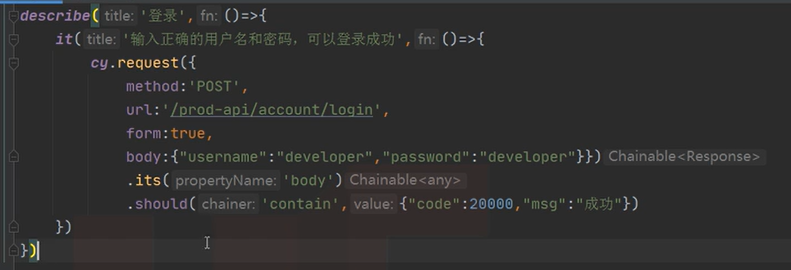 describe( title: '登录', fn: ()=>{
it( title: '输入正确的用户名和密码，可以登录成功', fn: ()=>{
cy.request({
method:'POST',
url:'/prod-api/account/login',
form:true,
body:{"username":"developer","password":"developer"}}) Chainable<Response>
.its( propertyName: 'body') Chainable<any>
.should( chainer: 'contain', value: {"code":20000,"msg":"成功"})
})
})